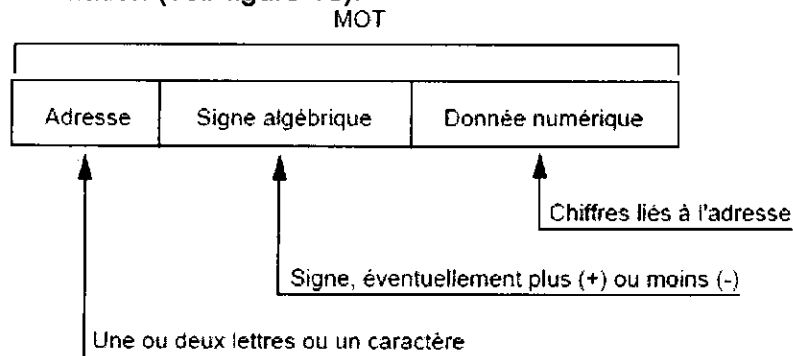 MOT
Adresse
Signe algébrique
Donnée numérique
Chiffres liés à l'adresse
Signe, éventuellement plus (+) ou moins (-)
Une ou deux lettres ou un caractère